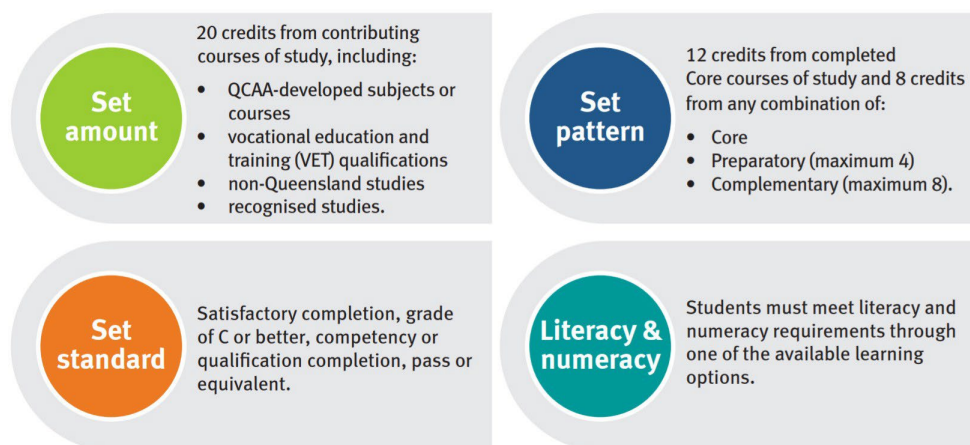 Set
amount
20 credits from contributing
courses of study, including:
• QCAA-developed subjects or
courses
• vocational education and
training (VET) qualifications
• non-Queensland studies
• recognised studies.
Set
pattern
12 credits from completed
Core courses of study and 8 credits
from any combination of:
• Core
• Preparatory (maximum 4)
• Complementary (maximum 8).
Set
standard
Satisfactory completion, grade
of C or better, competency or
qualification completion, pass or
equivalent.
Literacy &
numeracy
Students must meet literacy and
numeracy requirements through
one of the available learning
options.